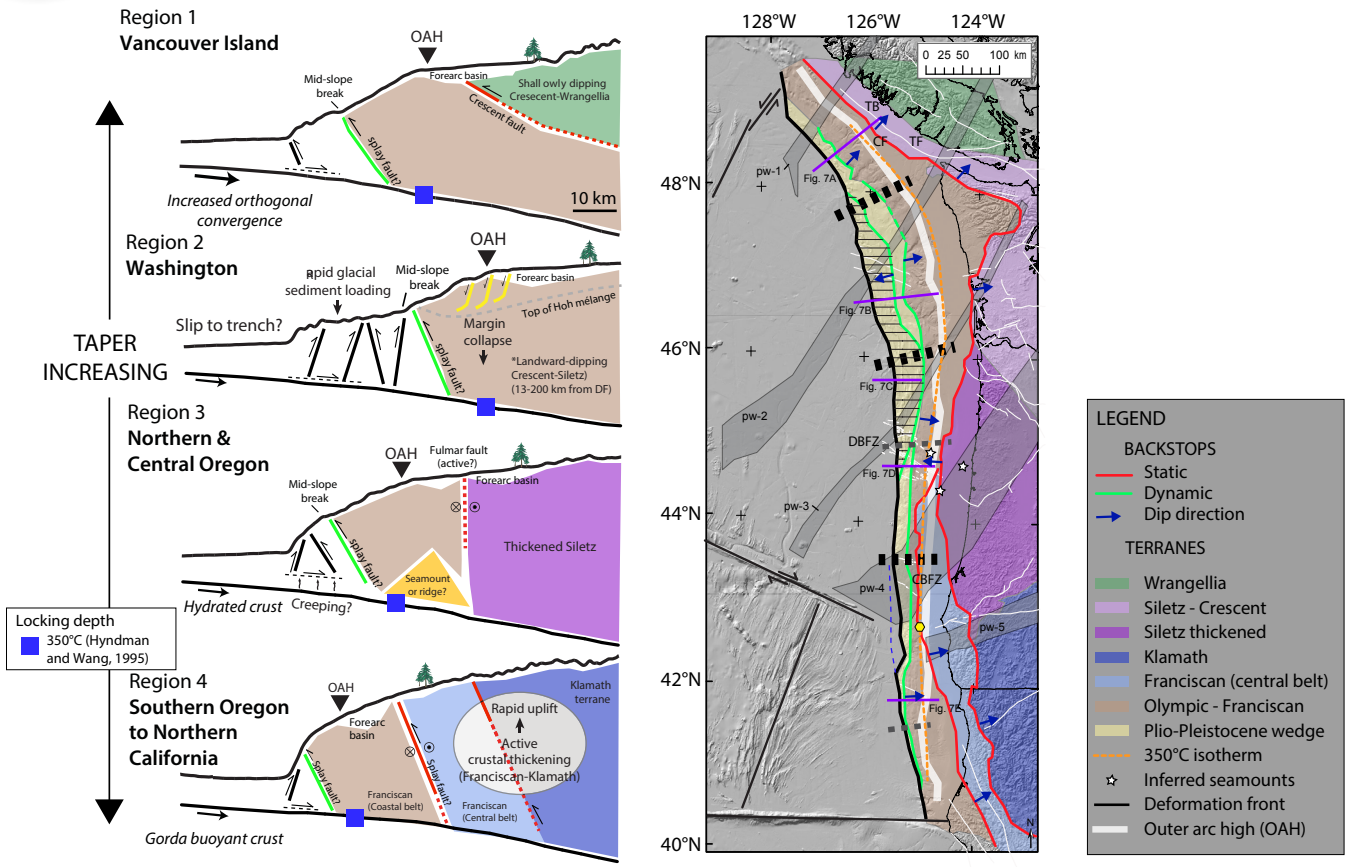 Region 1
Vancouver Island
OAH
Mid-slope
break
Forearc basin
Shall owly dipping
Cresecent-Wrangellia
Crescent fault
splay fault?
Increased orthogonal
convergence
10 km
Region 2
Washington
OAH
Rapid glacial
sediment loading
Mid-slope
break
Forearc basin
Top of Hoh mélange
Slip to trench?
Margin
collapse
splay fault?
*Landward-dipping
Crescent-Siletz)
(13-200 km from DF)
TAPER
INCREASING
Region 3
Northern &
Central Oregon
OAH
Fulmar fault
(active?)
Forearc basin
Mid-slope
break
splay fault?
Thickened Siletz
Seamount
or ridge?
Hydrated crust
Creeping?
Locking depth
350°C (Hyndman
and Wang, 1995)
Region 4
Southern Oregon
to Northern
California
OAH
Forearc
basin
Klamath
terrane
Rapid uplift
Active
crustal thickening
(Franciscan-Klamath)
Splay fault?
Splay fault?
Franciscan
(Coastal belt)
Franciscan
(Central belt)
Gorda buoyant crust
128°W
126°W
124°W
0 25 50 100 km
TB
CF
TF
pw-1
Fig. 7A
48°N
Fig. 7B
46°N
Fig. 7C
pw-2
DBFZ
Fig. 7D
pw-3
44°N
CBFZ
pw-4
pw-5
42°N
Fig. 7E
40°N
N
LEGEND
BACKSTOPS
Static
Dynamic
Dip direction
TERRANES
Wrangellia
Siletz - Crescent
Siletz thickened
Klamath
Franciscan (central belt)
Olympic - Franciscan
Plio-Pleistocene wedge
350°C isotherm
Inferred seamounts
Deformation front
Outer arc high (OAH)